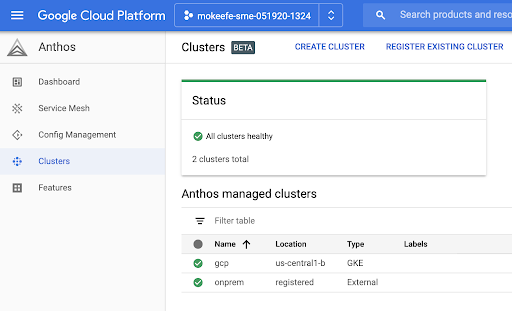 Google Cloud Platform
mokeefe-sme-051920-1324
Search products and reso
Anthos
Clusters BETA
CREATE CLUSTER
REGISTER EXISTING CLUSTER
Dashboard
Service Mesh
Config Management
Clusters
Features
Status
All clusters healthy
2 clusters total
Anthos managed clusters
Filter table
Name Location Type Labels
gcp us-central1-b GKE
onprem registered External